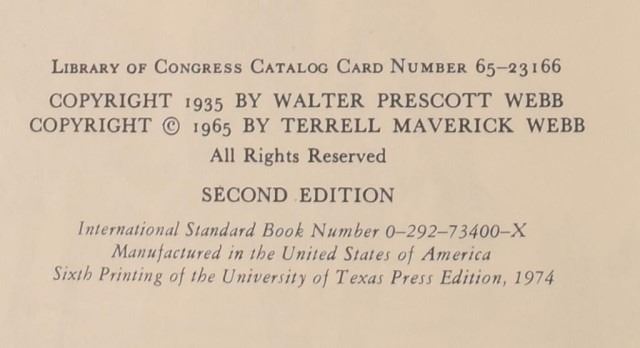 LIBRARY OF CONGRESS CATALOG CARD NUMBER 65–23166
COPYRIGHT 1935 BY WALTER PRESCOTT WEBB
COPYRIGHT © 1965 BY TERRELL MAVERICK WEBB
All Rights Reserved
SECOND EDITION
International Standard Book Number 0–292–73400–X
Manufactured in the United States of America
Sixth Printing of the University of Texas Press Edition, 1974